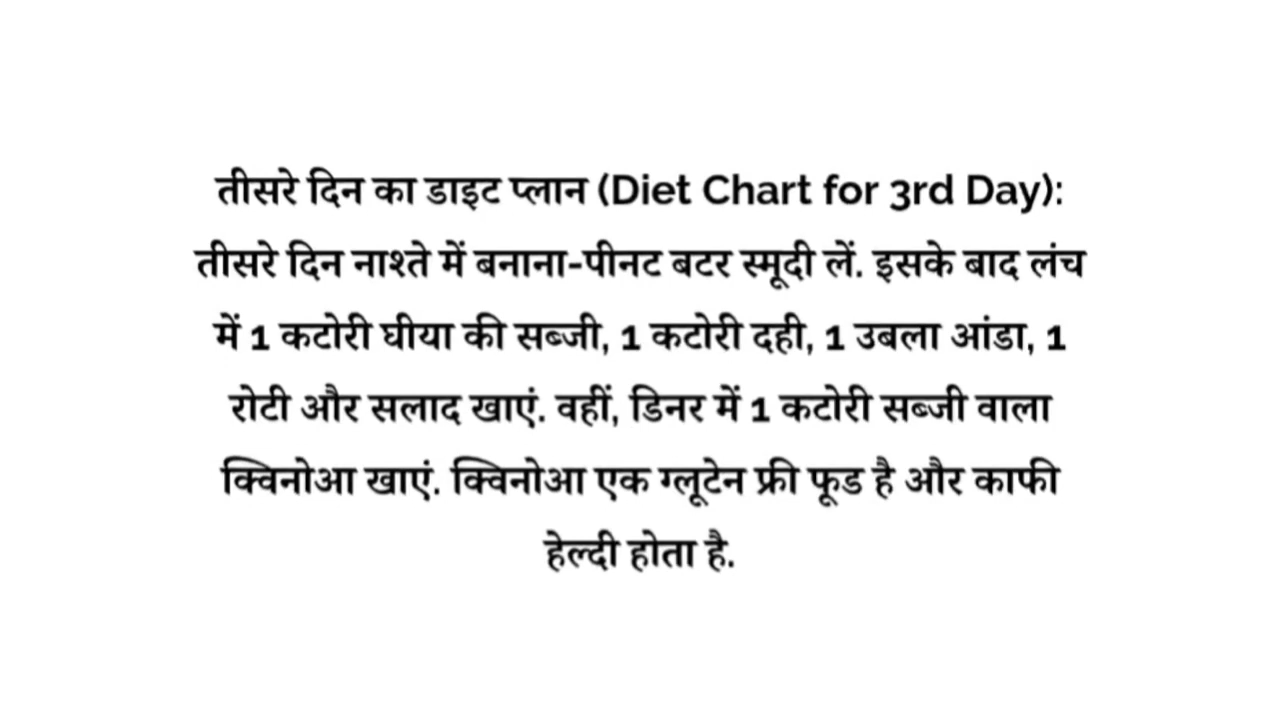 तीसरे दिन का डाइट प्लान (Diet Chart for 3rd Day):
तीसरे दिन नाश्ते में बनाना-पीनट बटर स्मूदी लें. इसके बाद लंच
में 1 कटोरी घीया की सब्जी, 1 कटोरी दही, 1 उबला आंडा, 1
रोटी और सलाद खाएं. वहीं, डिनर में 1 कटोरी सब्जी वाला
क्विनोआ खाएं. क्विनोआ एक ग्लूटेन फ्री फूड है और काफी
हेल्दी होता है.